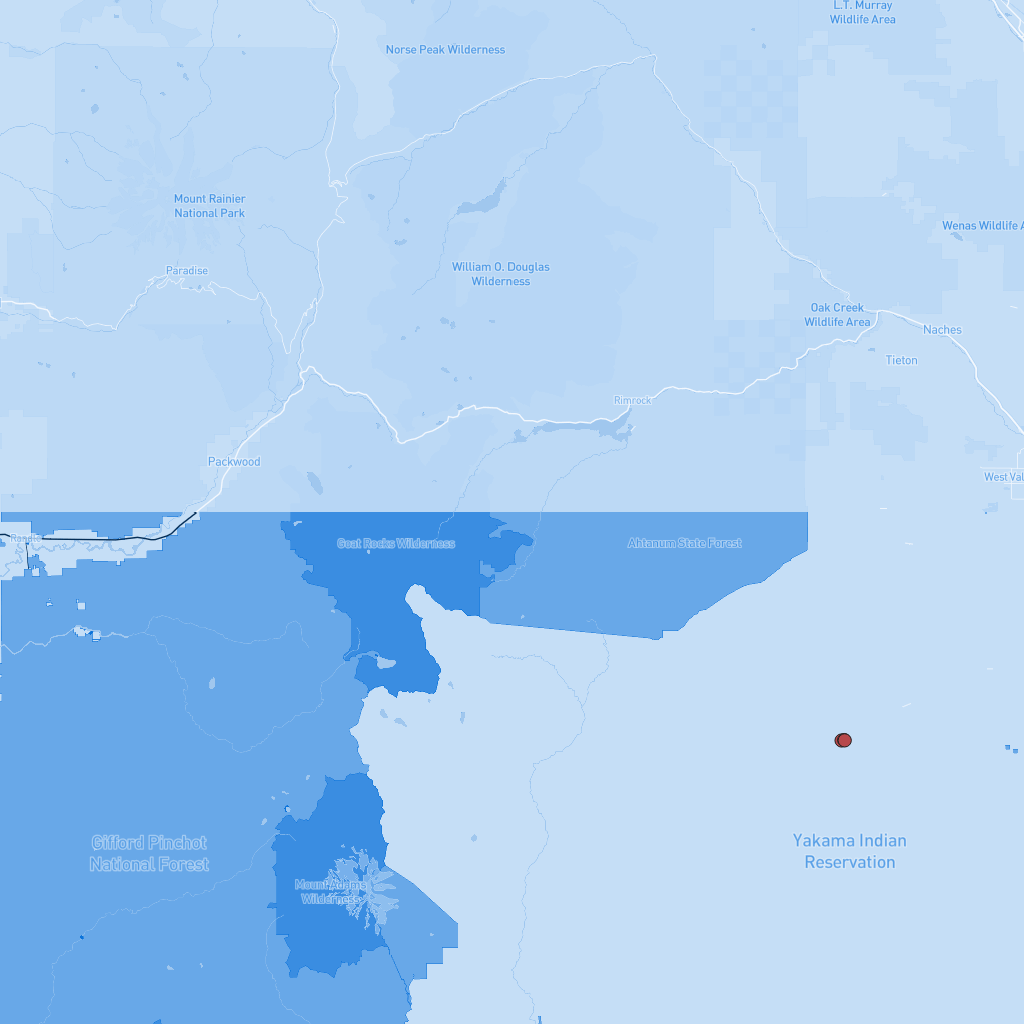 L.T. Murray
Wildlife Area
Norse Peak Wilderness
Mount Rainier
National Park
Wenas Wildlife A
Paradise
William O. Douglas
Wilderness
Oak Creek
Wildlife Area
Naches
Tieton
Rimrock
Packwood
West Val
Randle
Goat Rocks Wilderness
Ahtanum State Forest
Gifford Pinchot
National Forest
Yakama Indian
Reservation
Mount Adams
Wilderness